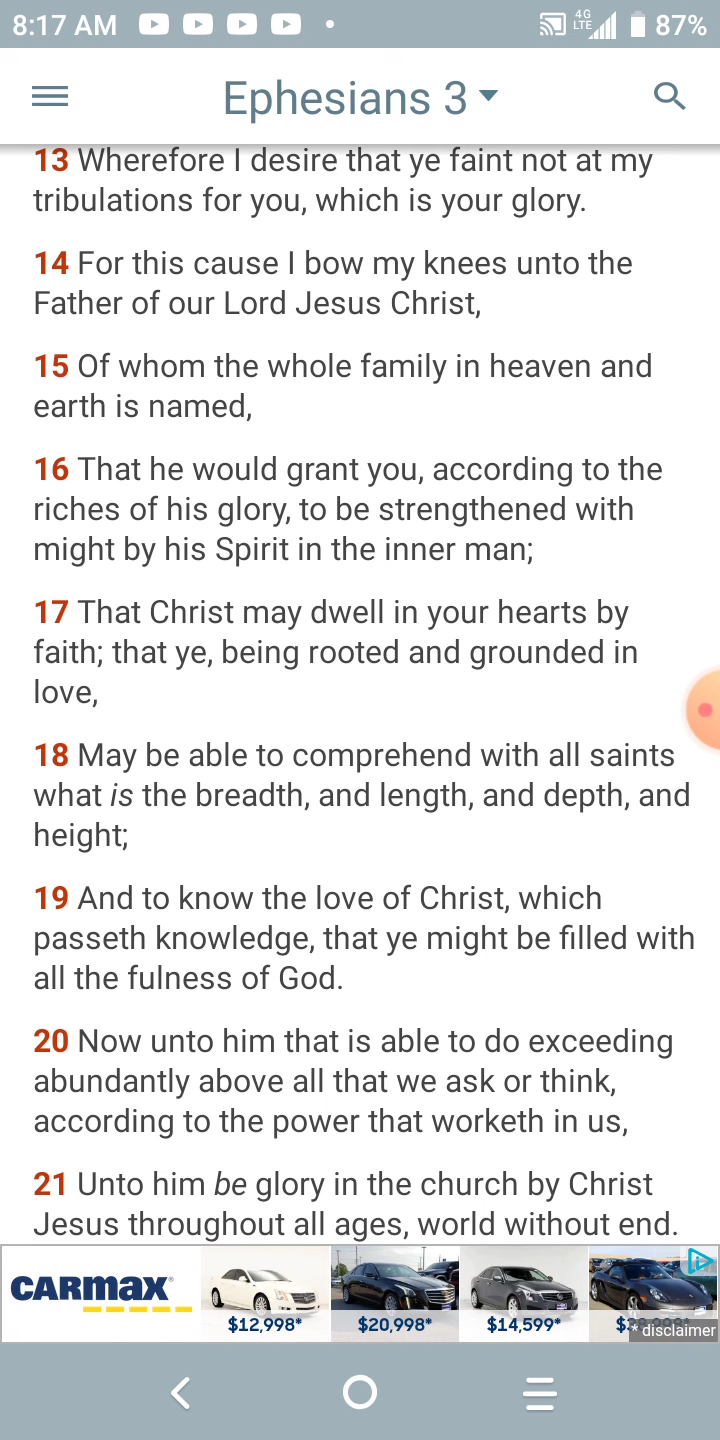 8:17 AM
4G
LTE
87%
Ephesians 3
13 Wherefore I desire that ye faint not at my
tribulations for you, which is your glory.
14 For this cause I bow my knees unto the
Father of our Lord Jesus Christ,
15 Of whom the whole family in heaven and
earth is named,
16 That he would grant you, according to the
riches of his glory, to be strengthened with
might by his Spirit in the inner man;
17 That Christ may dwell in your hearts by
faith; that ye, being rooted and grounded in
love,
18 May be able to comprehend with all saints
what is the breadth, and length, and depth, and
height;
19 And to know the love of Christ, which
passeth knowledge, that ye might be filled with
all the fulness of God.
20 Now unto him that is able to do exceeding
abundantly above all that we ask or think,
according to the power that worketh in us,
21 Unto him be glory in the church by Christ
Jesus throughout all ages, world without end.
CARMAX
$12,998* $20,998* $14,599*
* disclaimer